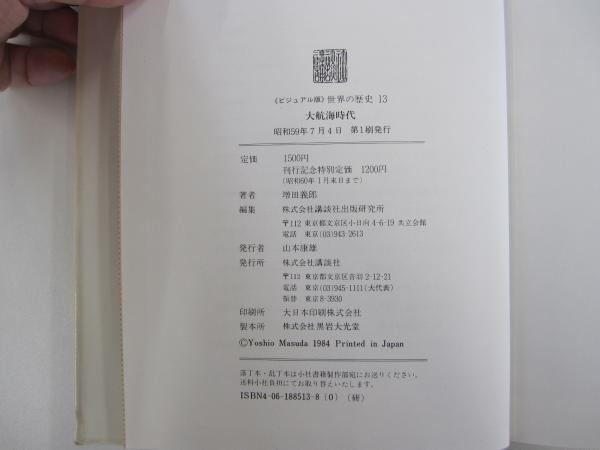 《ビジュアル版》世界の歴史 13
大航海時代
昭和59年7月4日 第1刷発行
定価 1500円
刊行記念特別定価 1200円
(昭和60年1月末日まで)
著者 増田義郎
編集 株式会社講談社出版研究所
〒112 東京都文京区小日向4-6-19 共立会館
電話 東京(03)943-2613
発行者 山本康雄
発行所 株式会社講談社
〒112 東京都文京区音羽2-12-21
電話 東京(03)945-1111(大代表)
振替 東京8-3930
印刷所 大日本印刷株式会社
製本所 株式会社黒岩大光堂
©Yoshio Masuda 1984 Printed in Japan
落丁本・乱丁本は小社書籍製作部宛にお送りください。
送料小社負担にてお取り替えいたします。
ISBN4-06-188513-8 (0) (研)